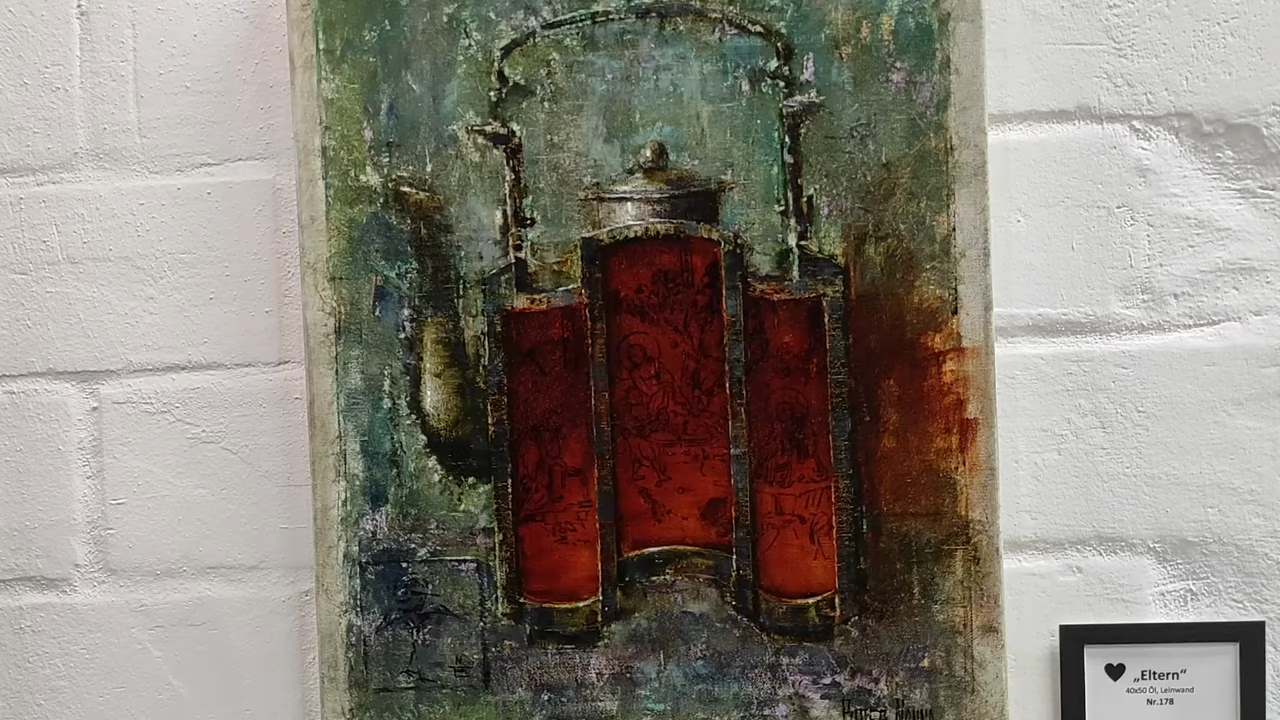 „Eltern“
40x50 Öl, Leinwand
Nr.178